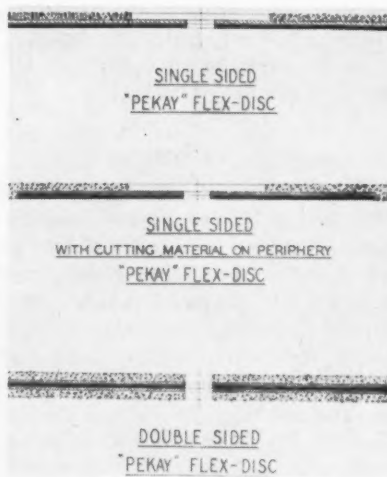 SINGLE SIDED
"PEKAY" FLEX-DISC
SINGLE SIDED
WITH CUTTING MATERIAL ON PERIPHERY
"PEKAY" FLEX-DISC
DOUBLE SIDED
"PEKAY" FLEX-DISC